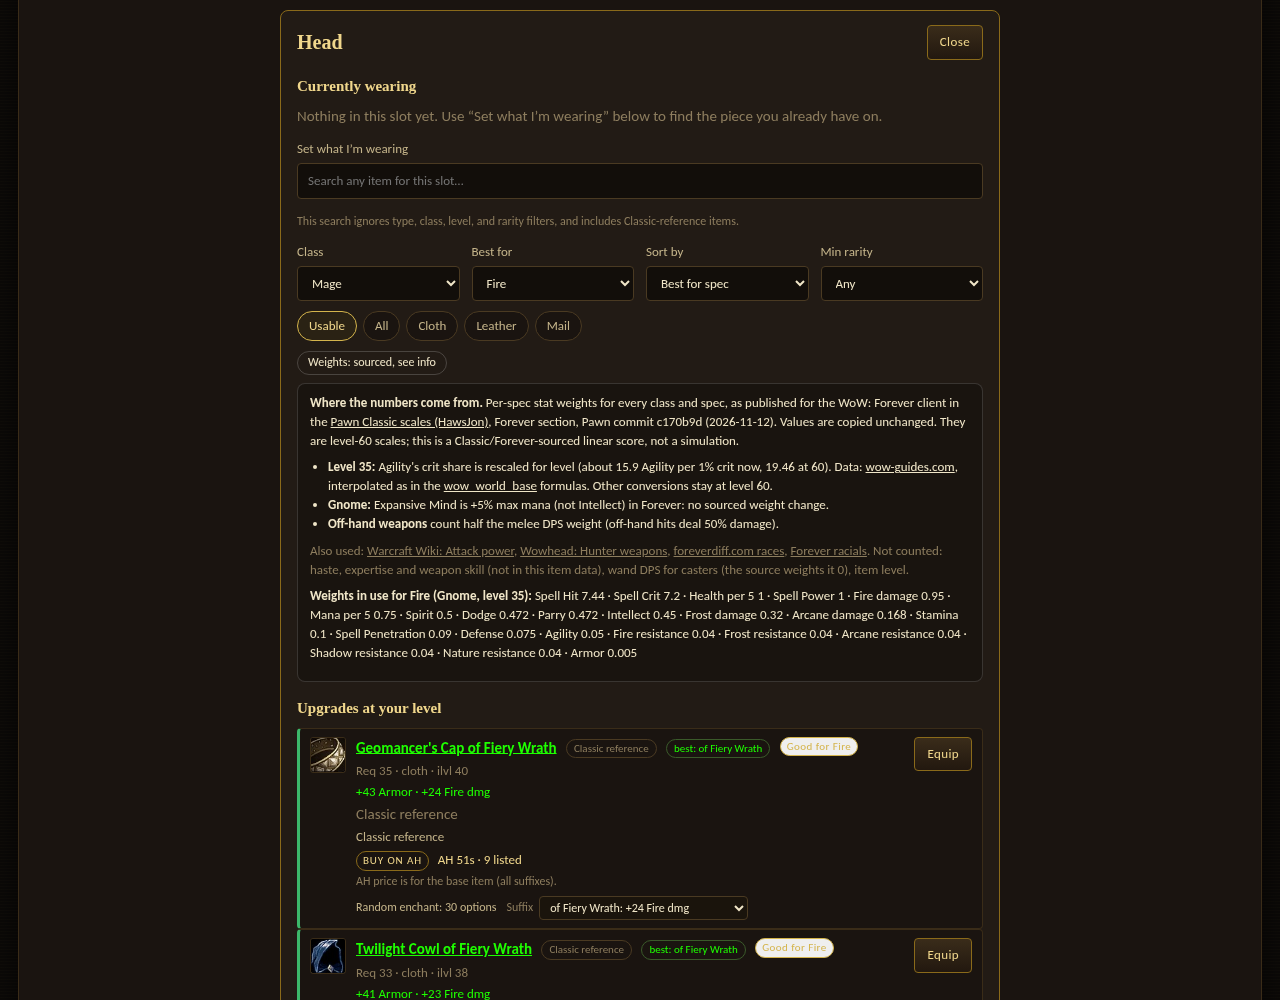 Head
Close
Currently wearing
Nothing in this slot yet. Use “Set what I’m wearing” below to find the piece you already have on.
Set what I’m wearing
Search any item for this slot...
This search ignores type, class, level, and rarity filters, and includes Classic-reference items.
Class Best for Sort by Min rarity
Mage Fire Best for spec Any
Usable All Cloth Leather Mail
Weights: sourced, see info
Where the numbers come from. Per-spec stat weights for every class and spec, as published for the WoW: Forever client in
the Pawn Classic scales (HawsJon), Forever section, Pawn commit c170b9d (2026-11-12). Values are copied unchanged. They
are level-60 scales; this is a Classic/Forever-sourced linear score, not a simulation.
• Level 35: Agility's crit share is rescaled for level (about 15.9 Agility per 1% crit now, 19.46 at 60). Data: wow-guides.com,
interpolated as in the wow_world_base formulas. Other conversions stay at level 60.
• Gnome: Expansive Mind is +5% max mana (not Intellect) in Forever: no sourced weight change.
• Off-hand weapons count half the melee DPS weight (off-hand hits deal 50% damage).
Also used: Warcraft Wiki: Attack power, Wowhead: Hunter weapons, foreverdiff.com races, Forever racials. Not counted:
haste, expertise and weapon skill (not in this item data), wand DPS for casters (the source weights it 0), item level.
Weights in use for Fire (Gnome, level 35): Spell Hit 7.44 · Spell Crit 7.2 · Health per 5 1 · Spell Power 1 · Fire damage 0.95 ·
Mana per 5 0.75 · Spirit 0.5 · Dodge 0.472 · Parry 0.472 · Intellect 0.45 · Frost damage 0.32 · Arcane damage 0.168 · Stamina
0.1 · Spell Penetration 0.09 · Defense 0.075 · Agility 0.05 · Fire resistance 0.04 · Frost resistance 0.04 · Arcane resistance 0.04 ·
Shadow resistance 0.04 · Nature resistance 0.04 · Armor 0.005
Upgrades at your level
Geomancer's Cap of Fiery Wrath Classic reference best: of Fiery Wrath Good for Fire Equip
Req 35 · cloth · ilvl 40
+43 Armor · +24 Fire dmg
Classic reference
Classic reference
BUY ON AH AH 51s · 9 listed
AH price is for the base item (all suffixes).
Random enchant: 30 options Suffix of Fiery Wrath: +24 Fire dmg
Twilight Cowl of Fiery Wrath Classic reference best: of Fiery Wrath Good for Fire Equip
Req 33 · cloth · ilvl 38
+41 Armor · +23 Fire dmg